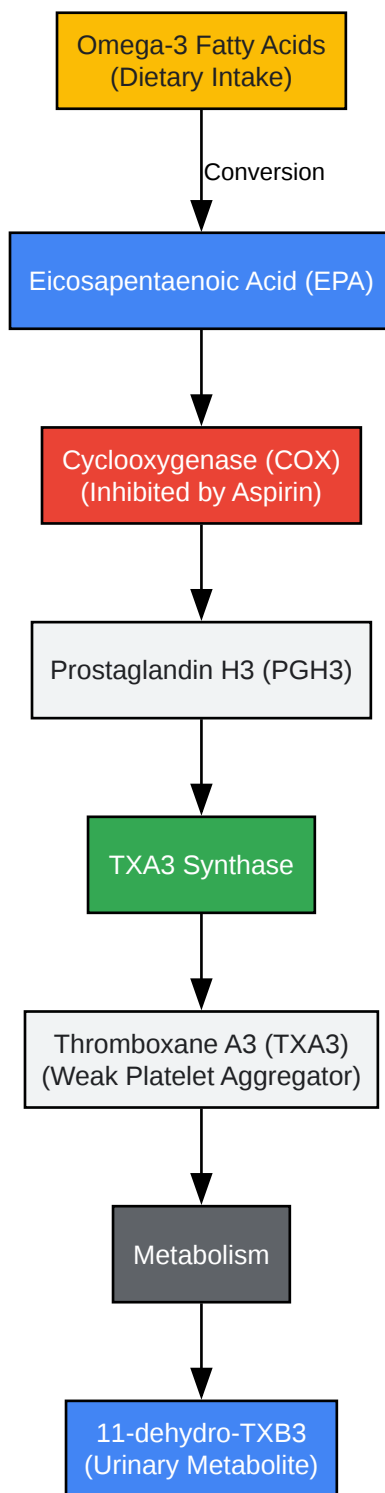 Omega-3 Fatty Acids
(Dietary Intake)
Conversion
Eicosapentaenoic Acid (EPA)
Cyclooxygenase (COX)
(Inhibited by Aspirin)
Prostaglandin H3 (PGH3)
TXA3 Synthase
Thromboxane A3 (TXA3)
(Weak Platelet Aggregator)
Metabolism
11-dehydro-TXB3
(Urinary Metabolite)